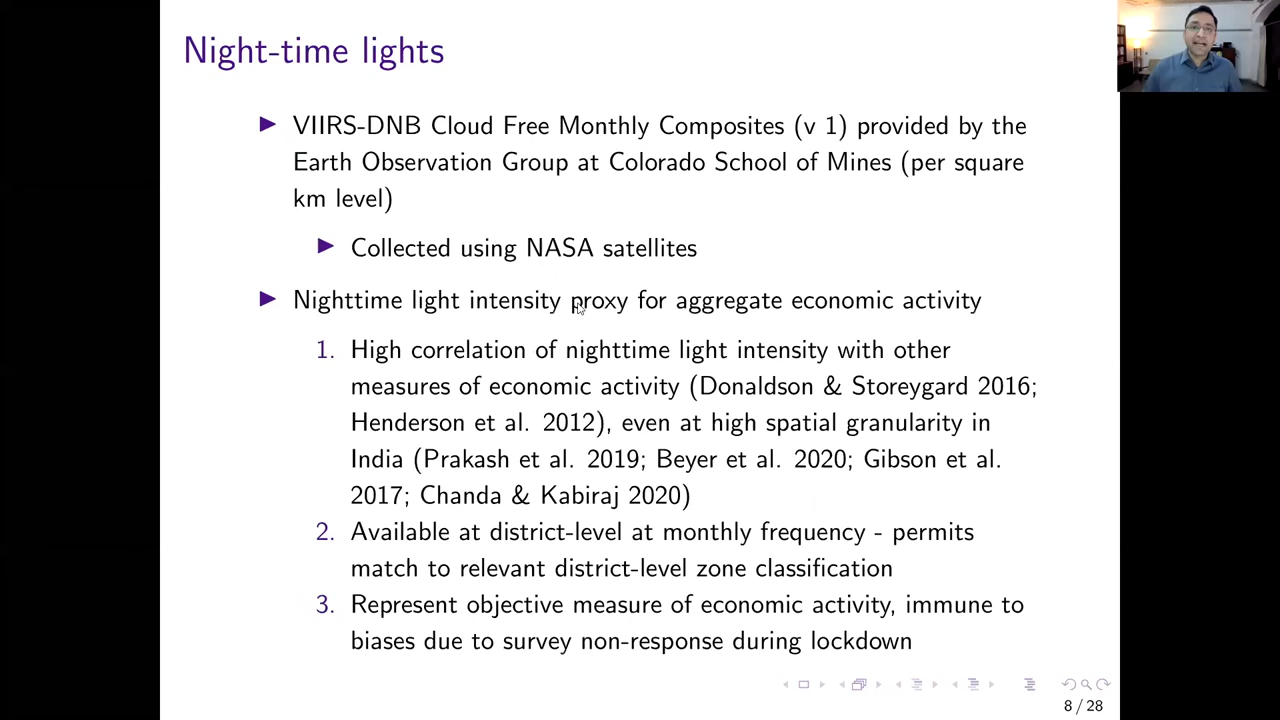 Night-time lights
▶ VIIRS-DNB Cloud Free Monthly Composites (v 1) provided by the
Earth Observation Group at Colorado School of Mines (per square
km level)
▶ Collected using NASA satellites
▶ Nighttime light intensity proxy for aggregate economic activity
1. High correlation of nighttime light intensity with other
measures of economic activity (Donaldson & Storeygard 2016;
Henderson et al. 2012), even at high spatial granularity in
India (Prakash et al. 2019; Beyer et al. 2020; Gibson et al.
2017; Chanda & Kabiraj 2020)
2. Available at district-level at monthly frequency - permits
match to relevant district-level zone classification
3. Represent objective measure of economic activity, immune to
biases due to survey non-response during lockdown
8 / 28